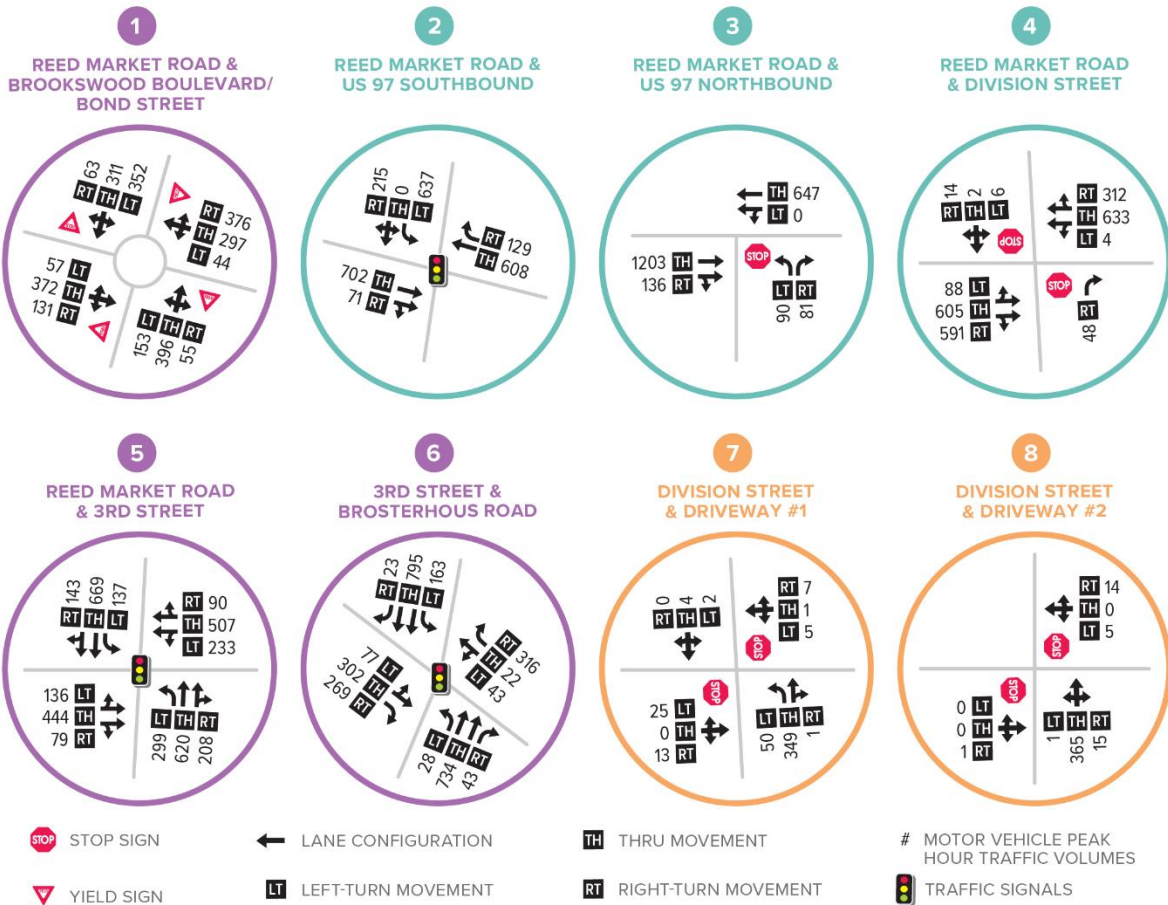 1
REED MARKET ROAD &
BROOKSWOOD BOULEVARD/
BOND STREET
63 311 352
RT TH LT
RT 376
TH 297
LT 44
57 LT
372 TH
131 RT
LT TH RT
153 396 55
2
REED MARKET ROAD &
US 97 SOUTHBOUND
215 0 637
RT TH LT
RT 129
TH 608
702 TH
71 RT
3
REED MARKET ROAD &
US 97 NORTHBOUND
TH 647
LT 0
1203 TH
136 RT
STOP
LT RT
90 81
4
REED MARKET ROAD
& DIVISION STREET
14 2 6
RT TH LT
STOP
RT 312
TH 633
LT 4
88 LT
605 TH
591 RT
STOP
RT
48
5
REED MARKET ROAD
& 3RD STREET
143 669 137
RT TH LT
RT 90
TH 507
LT 233
136 LT
444 TH
79 RT
LT TH RT
299 620 208
6
3RD STREET &
BROSTERHOUS ROAD
23 795 163
RT TH LT
RT 316
TH 22
LT 43
77 LT
302 TH
269 RT
LT TH RT
28 734 43
7
DIVISION STREET
& DRIVEWAY #1
0 4 2
RT TH LT
RT 7
TH 1
LT 5
STOP
STOP
25 LT
0 TH
13 RT
LT TH RT
50 349 1
8
DIVISION STREET
& DRIVEWAY #2
RT 14
TH 0
LT 5
STOP
STOP
0 LT
0 TH
1 RT
LT TH RT
1 365 15
STOP STOP SIGN
LANE CONFIGURATION
TH THRU MOVEMENT
# MOTOR VEHICLE PEAK
HOUR TRAFFIC VOLUMES
YIELD SIGN
LT LEFT-TURN MOVEMENT
RT RIGHT-TURN MOVEMENT
TRAFFIC SIGNALS